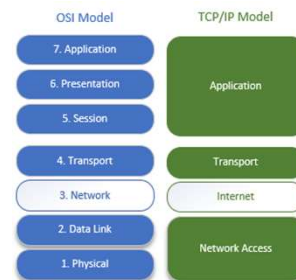 OSI Model
TCP/IP Model
7. Application
6. Presentation
5. Session
4. Transport
3. Network
2. Data Link
1. Physical
Application
Transport
Internet
Network Access